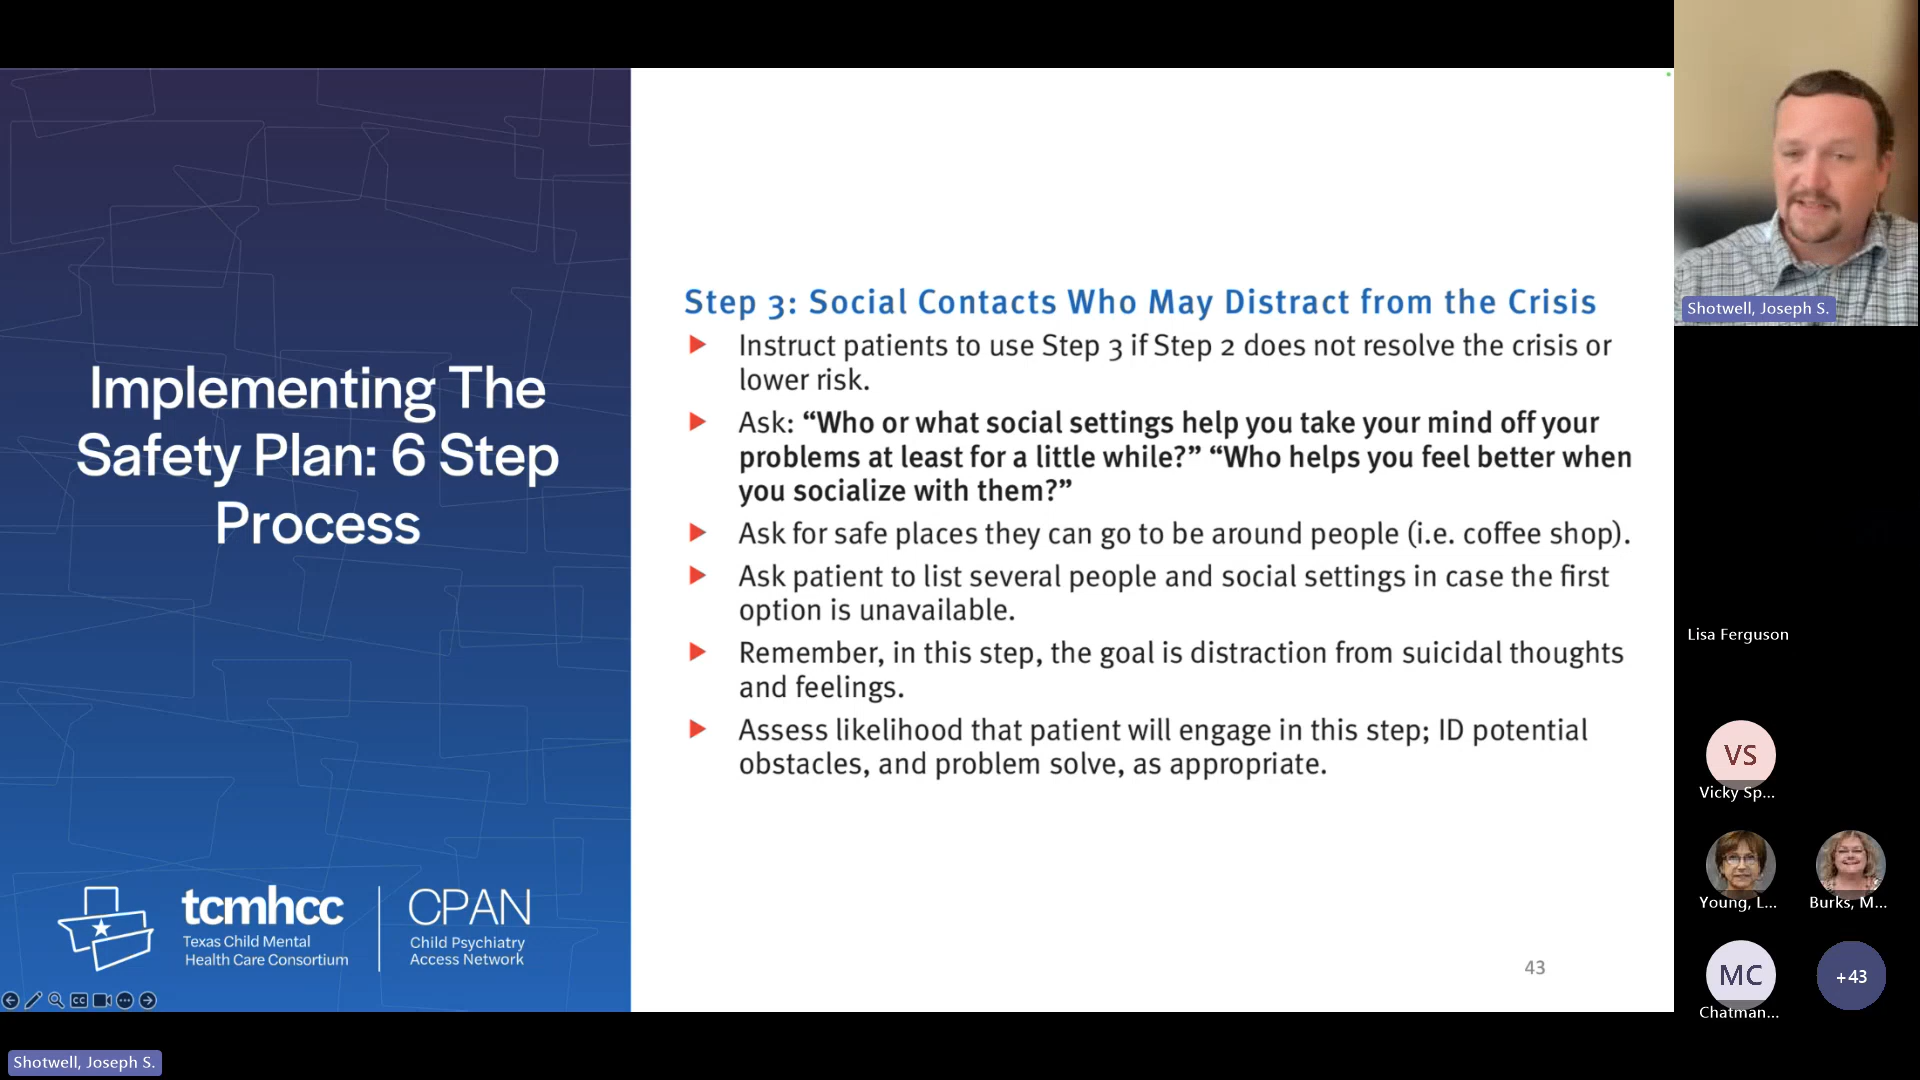 Implementing The
Safety Plan: 6 Step
Process
tcmhcc
Texas Child Mental
Health Care Consortium
CPAN
Child Psychiatry
Access Network
Step 3: Social Contacts Who May Distract from the Crisis
Instruct patients to use Step 3 if Step 2 does not resolve the crisis or
lower risk.
Ask: “Who or what social settings help you take your mind off your
problems at least for a little while?” “Who helps you feel better when
you socialize with them?”
Ask for safe places they can go to be around people (i.e. coffee shop).
Ask patient to list several people and social settings in case the first
option is unavailable.
Remember, in this step, the goal is distraction from suicidal thoughts
and feelings.
Assess likelihood that patient will engage in this step; ID potential
obstacles, and problem solve, as appropriate.
43
CC
Shotwell, Joseph S.
Shotwell, Joseph S.
Lisa Ferguson
VS
Vicky Sp...
Young, L...
Burks, M...
MC
Chatman...
+43